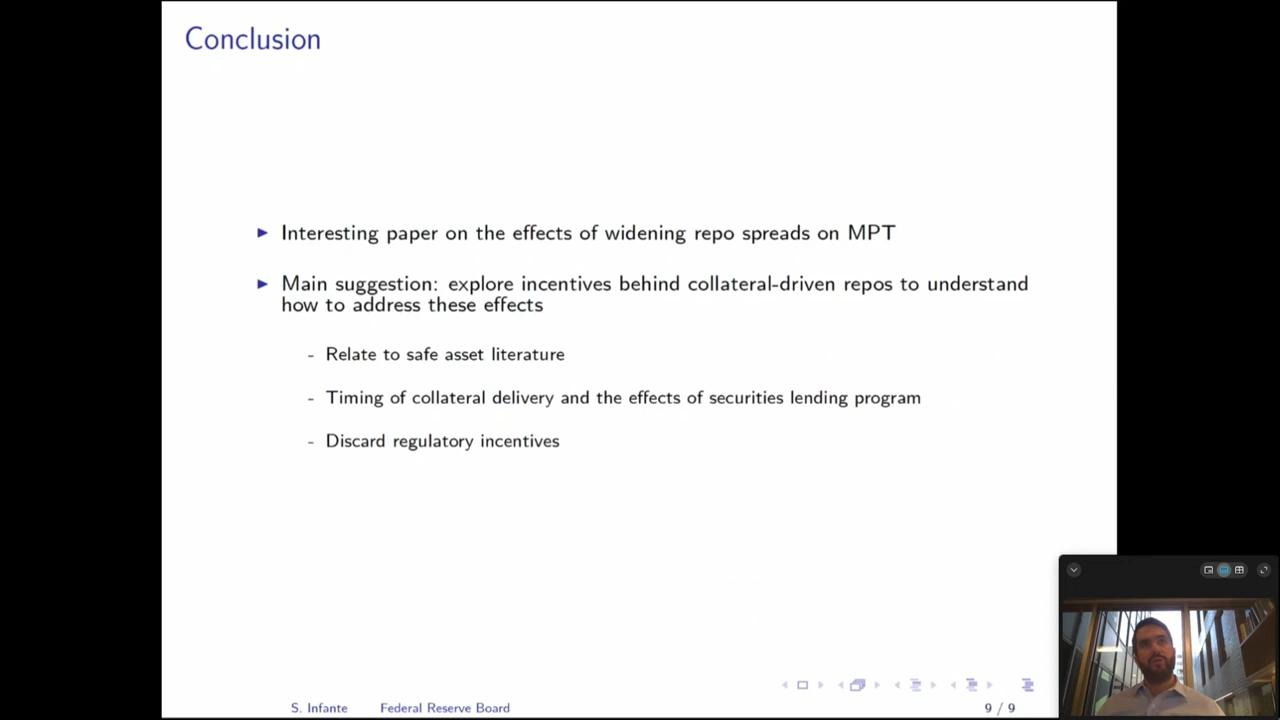 Conclusion
▶ Interesting paper on the effects of widening repo spreads on MPT
▶ Main suggestion: explore incentives behind collateral-driven repos to understand
how to address these effects
- Relate to safe asset literature
- Timing of collateral delivery and the effects of securities lending program
- Discard regulatory incentives
S. Infante Federal Reserve Board 9 / 9